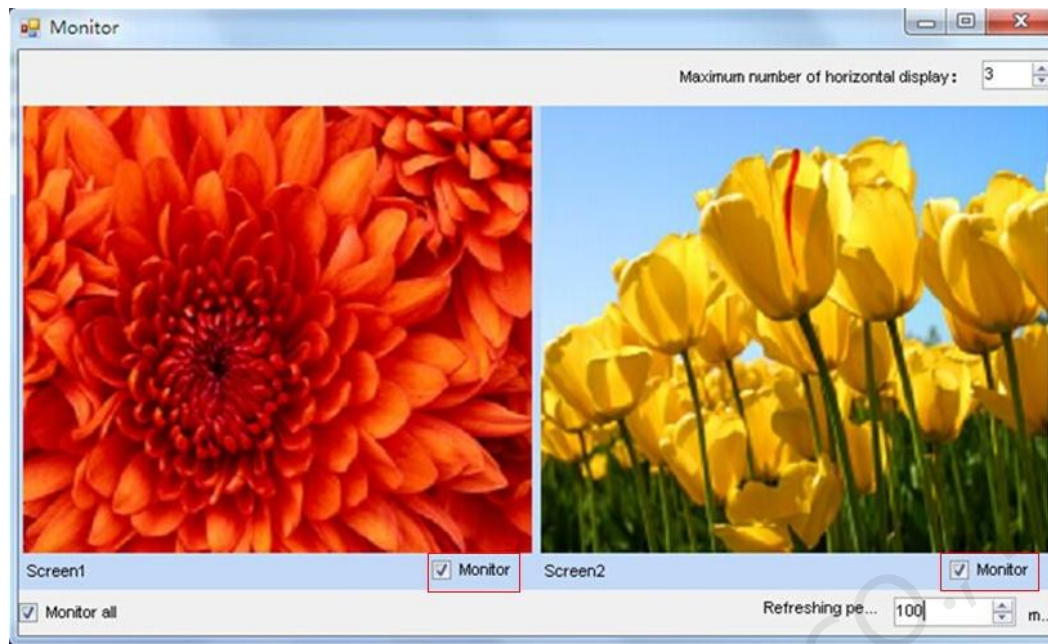 Monitor
Maximum number of horizontal display: 3
Screen1 Monitor Screen2 Monitor
Monitor all Refreshing pe... 100 m...